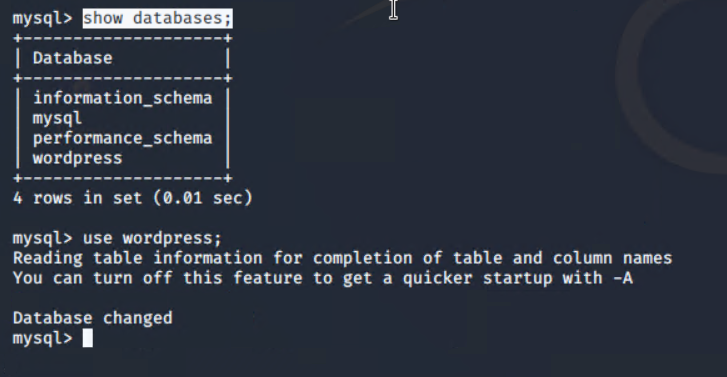 mysql> show databases;
+--------------------+
| Database           |
+--------------------+
| information_schema |
| mysql              |
| performance_schema |
| wordpress          |
+--------------------+
4 rows in set (0.01 sec)

mysql> use wordpress;
Reading table information for completion of table and column names
You can turn off this feature to get a quicker startup with -A

Database changed
mysql>